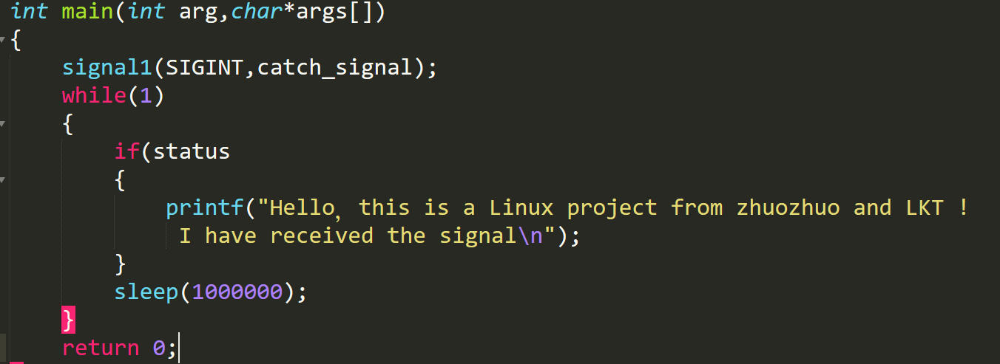 int main(int arg,char*args[])
{
    signal1(SIGINT,catch_signal);
    while(1)
    {
        if(status
        {
            printf("Hello, this is a Linux project from zhuozhuo and LKT !
             I have received the signal\n");
        }
        sleep(1000000);
    }
    return 0;